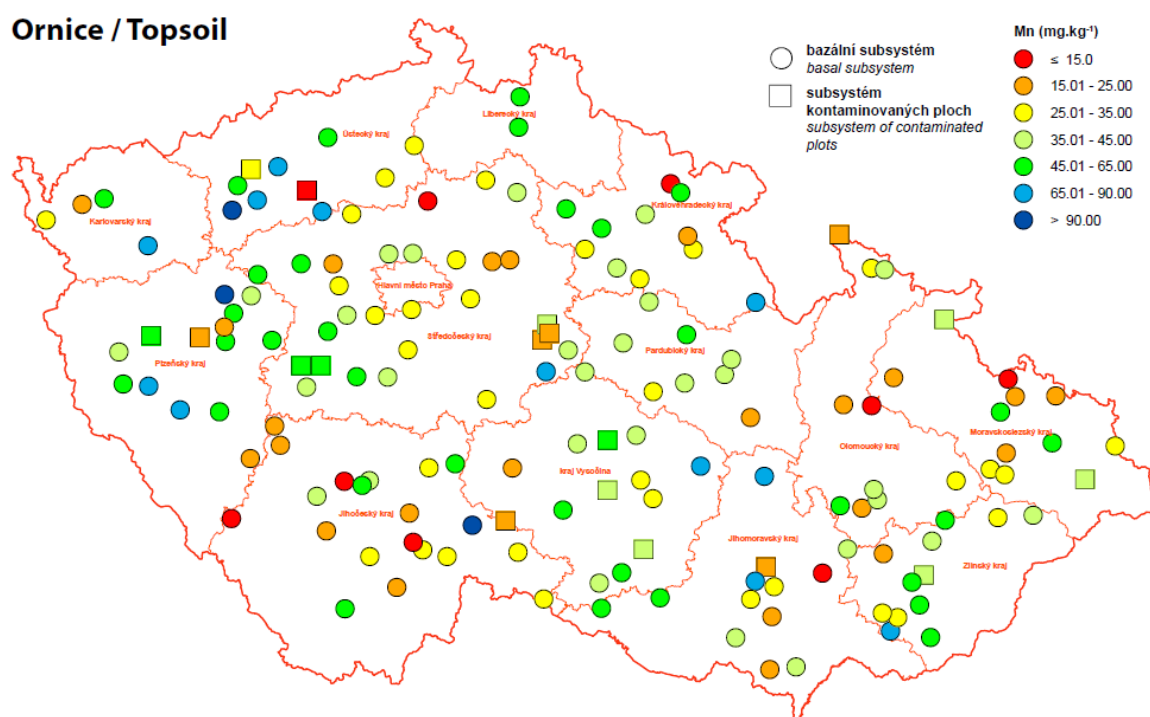 Ornice / Topsoil
Mn (mg.kg⁻¹)
bazální subsystém
basal subsystem
subsystém
kontaminovaných ploch
subsystem of contaminated
plots
≤ 15.0
15.01 - 25.00
25.01 - 35.00
35.01 - 45.00
45.01 - 65.00
65.01 - 90.00
> 90.00
Liberecký kraj
Ústecký kraj
Královéhradecký kraj
Karlovarský kraj
Hlavní město Praha
Středočeský kraj
Pardubický kraj
Plzeňský kraj
Moravskoslezský kraj
Olomoucký kraj
kraj Vysočina
Jihočeský kraj
Jihomoravský kraj
Zlínský kraj